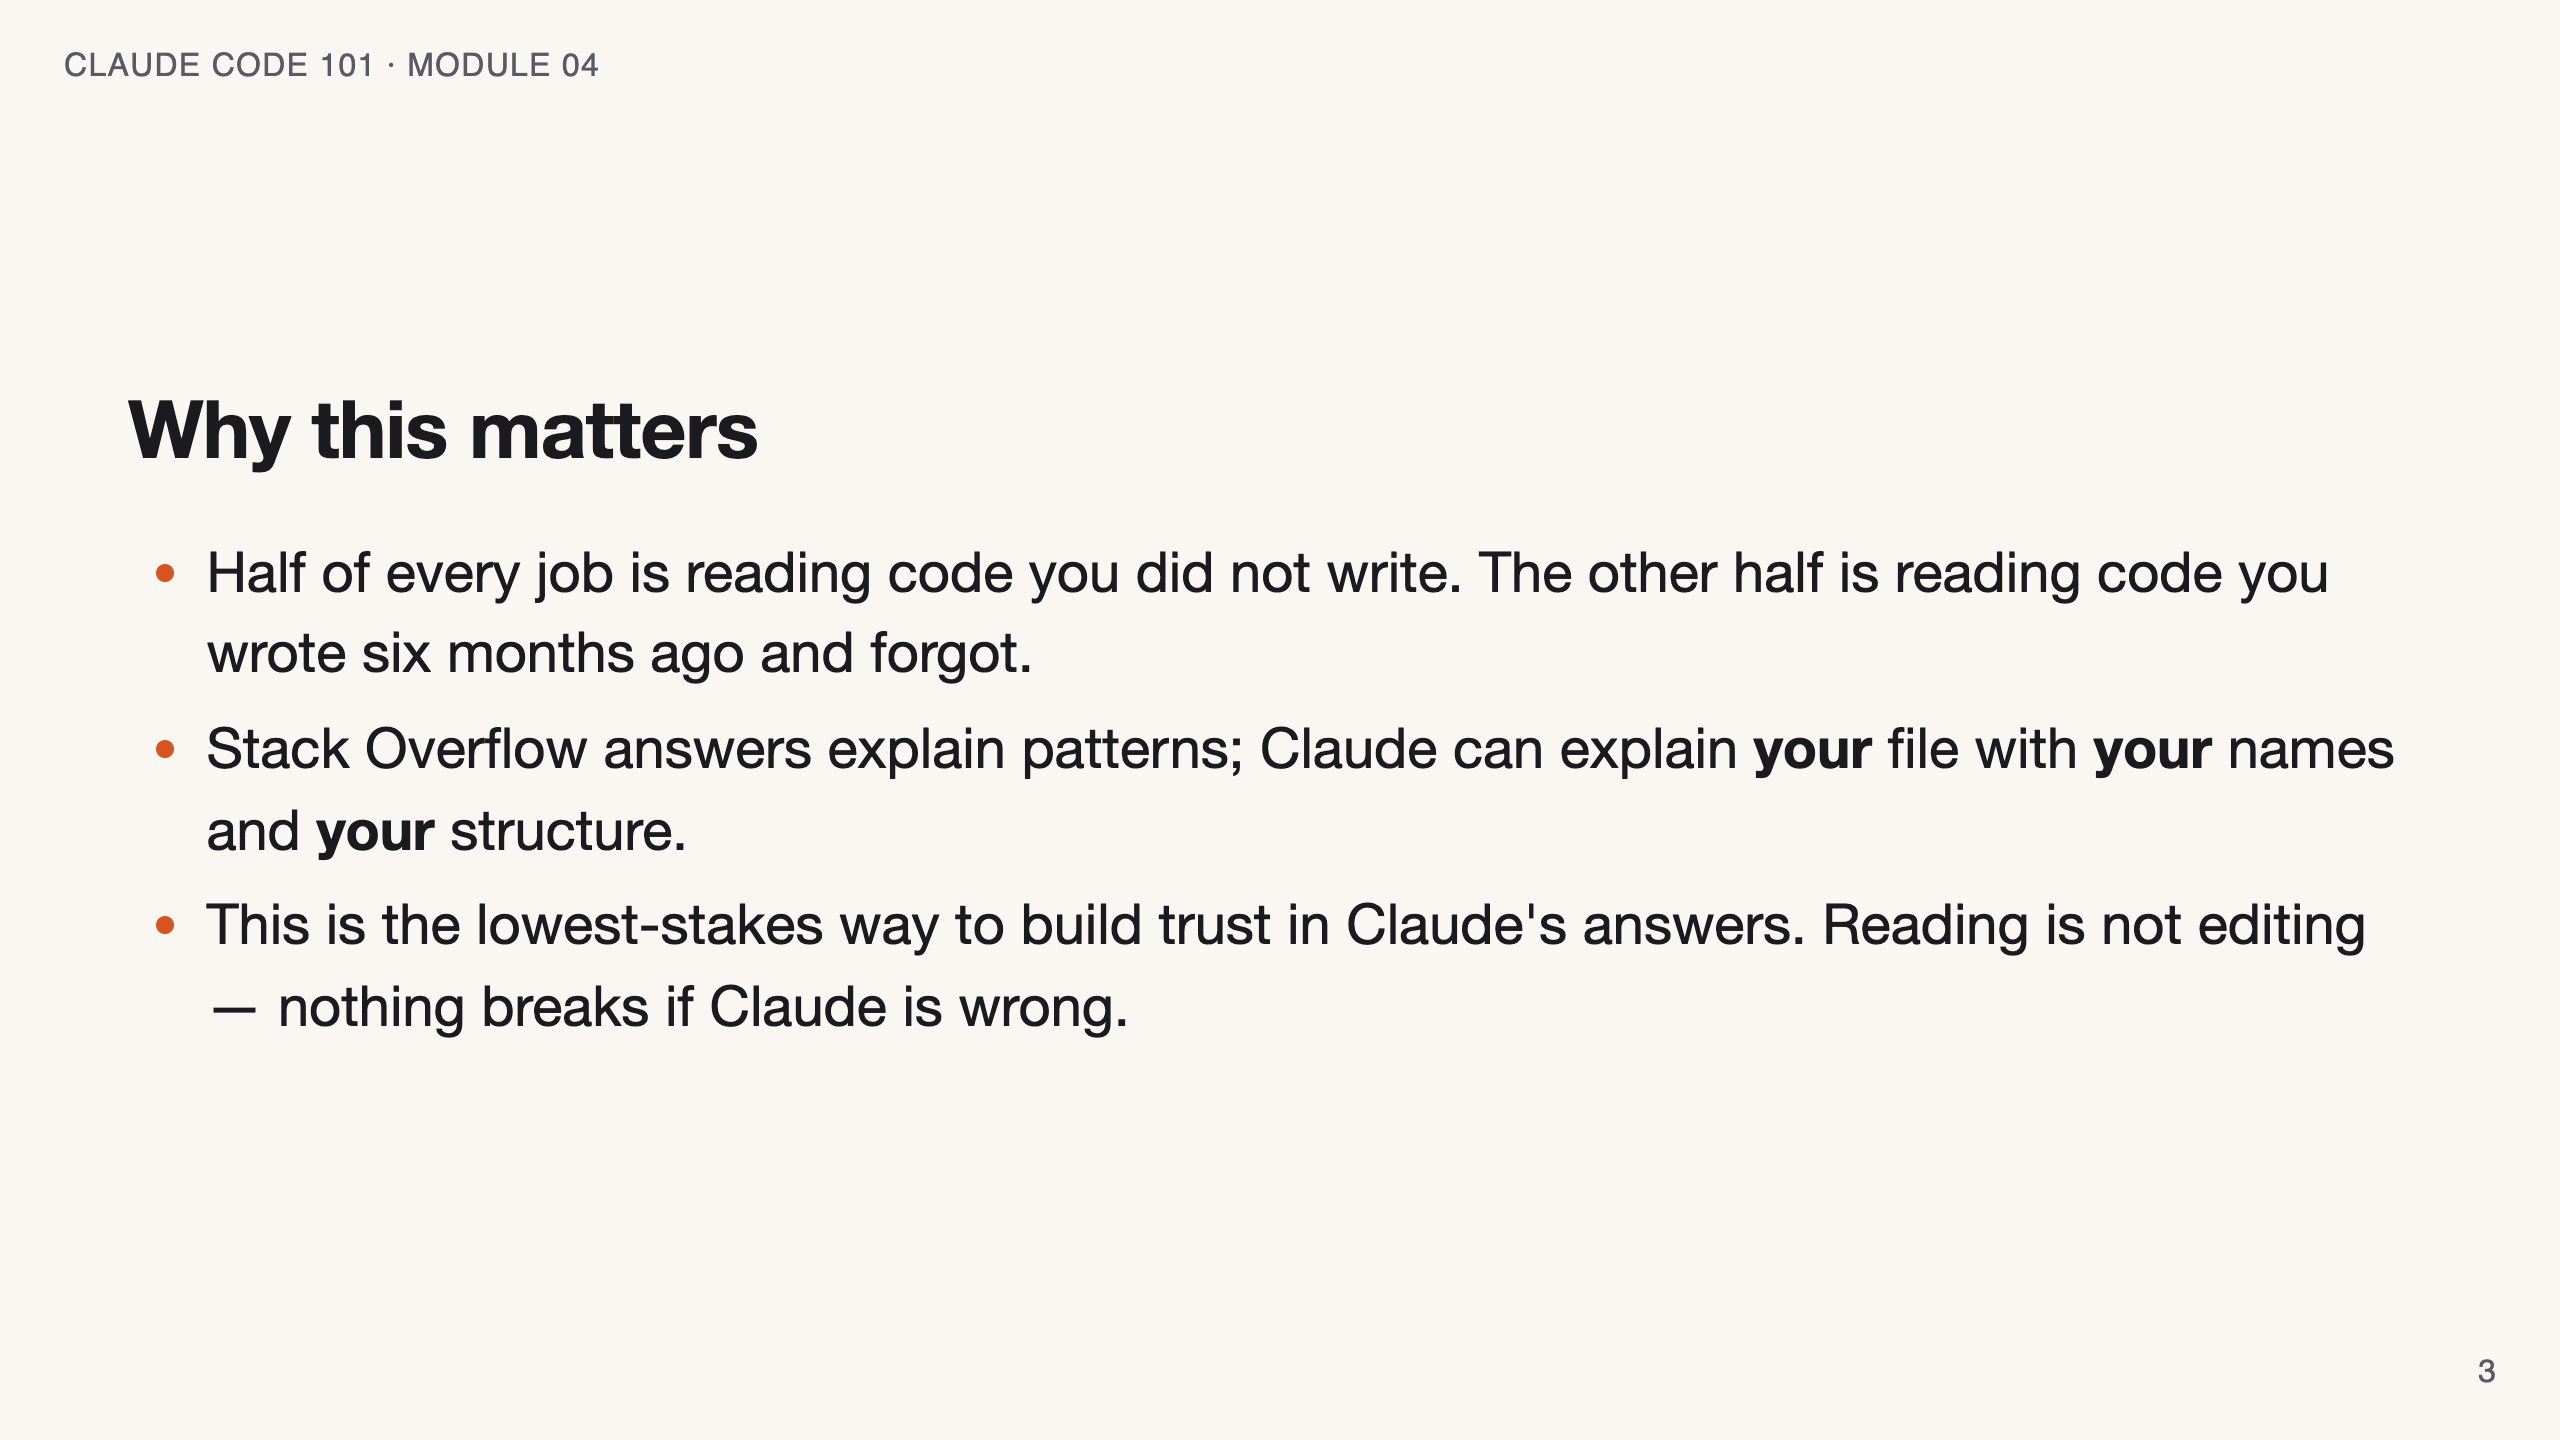 CLAUDE CODE 101 · MODULE 04
Why this matters
• Half of every job is reading code you did not write. The other half is reading code you
wrote six months ago and forgot.
• Stack Overflow answers explain patterns; Claude can explain your file with your names
and your structure.
• This is the lowest-stakes way to build trust in Claude's answers. Reading is not editing
— nothing breaks if Claude is wrong.
3